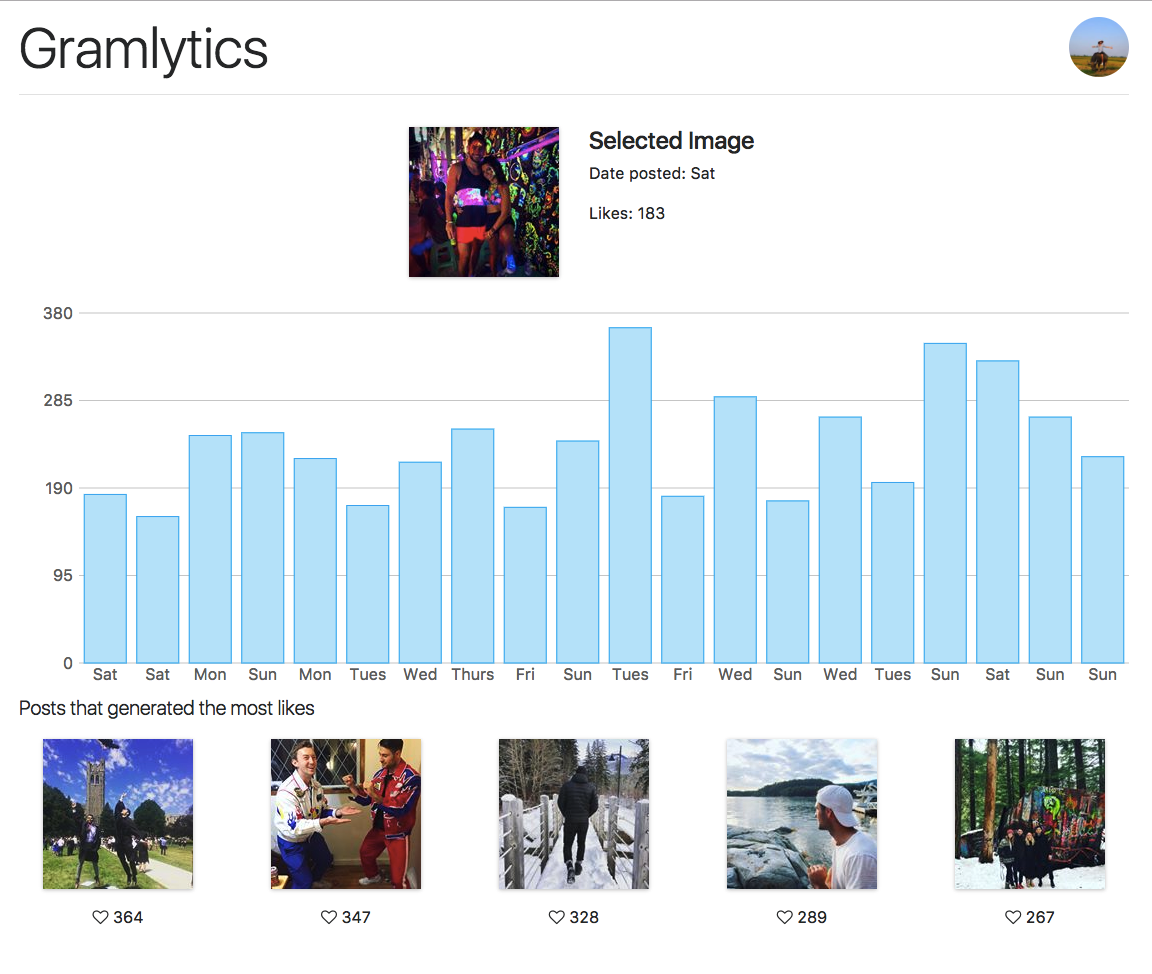 Gramlytics
Selected Image
Date posted: Sat
Likes: 183
380
285
190
95
0
Sat Sat Mon Sun Mon Tues Wed Thurs Fri Sun Tues Fri Wed Sun Wed Tues Sun Sat Sun Sun
Posts that generated the most likes
364 347 328 289 267